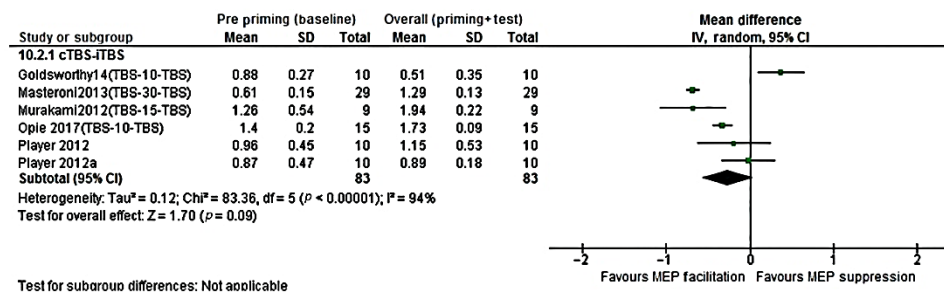 Pre priming (baseline) Overall (priming+test) Mean difference
Study or subgroup Mean SD Total Mean SD Total IV, random, 95% CI
10.2.1 cTBS-iTBS
Goldsworthy14(TBS-10-TBS) 0.88 0.27 10 0.51 0.35 10
Masteroni2013(TBS-30-TBS) 0.61 0.15 29 1.29 0.13 29
Murakami2012(TBS-15-TBS) 1.26 0.54 9 1.94 0.22 9
Opie 2017(TBS-10-TBS) 1.4 0.2 15 1.73 0.09 15
Player 2012 0.96 0.45 10 1.15 0.53 10
Player 2012a 0.87 0.47 10 0.89 0.18 10
Subtotal (95% CI) 83 83
Heterogeneity: Tau² = 0.12; Chi² = 83.36, df = 5 (p < 0.00001); I² = 94%
Test for overall effect: Z = 1.70 (p = 0.09)
-2 -1 0 1 2
Favours MEP facilitation Favours MEP suppression
Test for subgroup differences: Not applicable